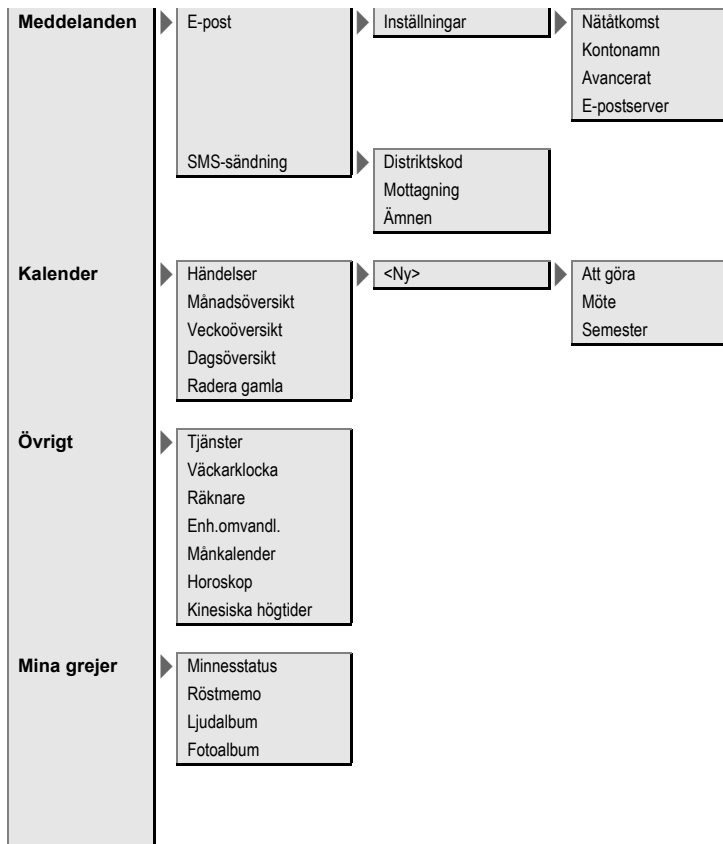 Meddelanden
E-post
Inställningar
Nätåtkomst
Kontonamn
Avancerat
E-postserver
SMS-sändning
Distriktskod
Mottagning
Ämnen
Kalender
Händelser
Månadsöversikt
Veckoöversikt
Dagsöversikt
Radera gamla
<Ny>
Att göra
Möte
Semester
Övrigt
Tjänster
Väckarklocka
Räknare
Enh.omvandl.
Månkalender
Horoskop
Kinesiska högtider
Mina grejer
Minnesstatus
Röstmemo
Ljudalbum
Fotoalbum